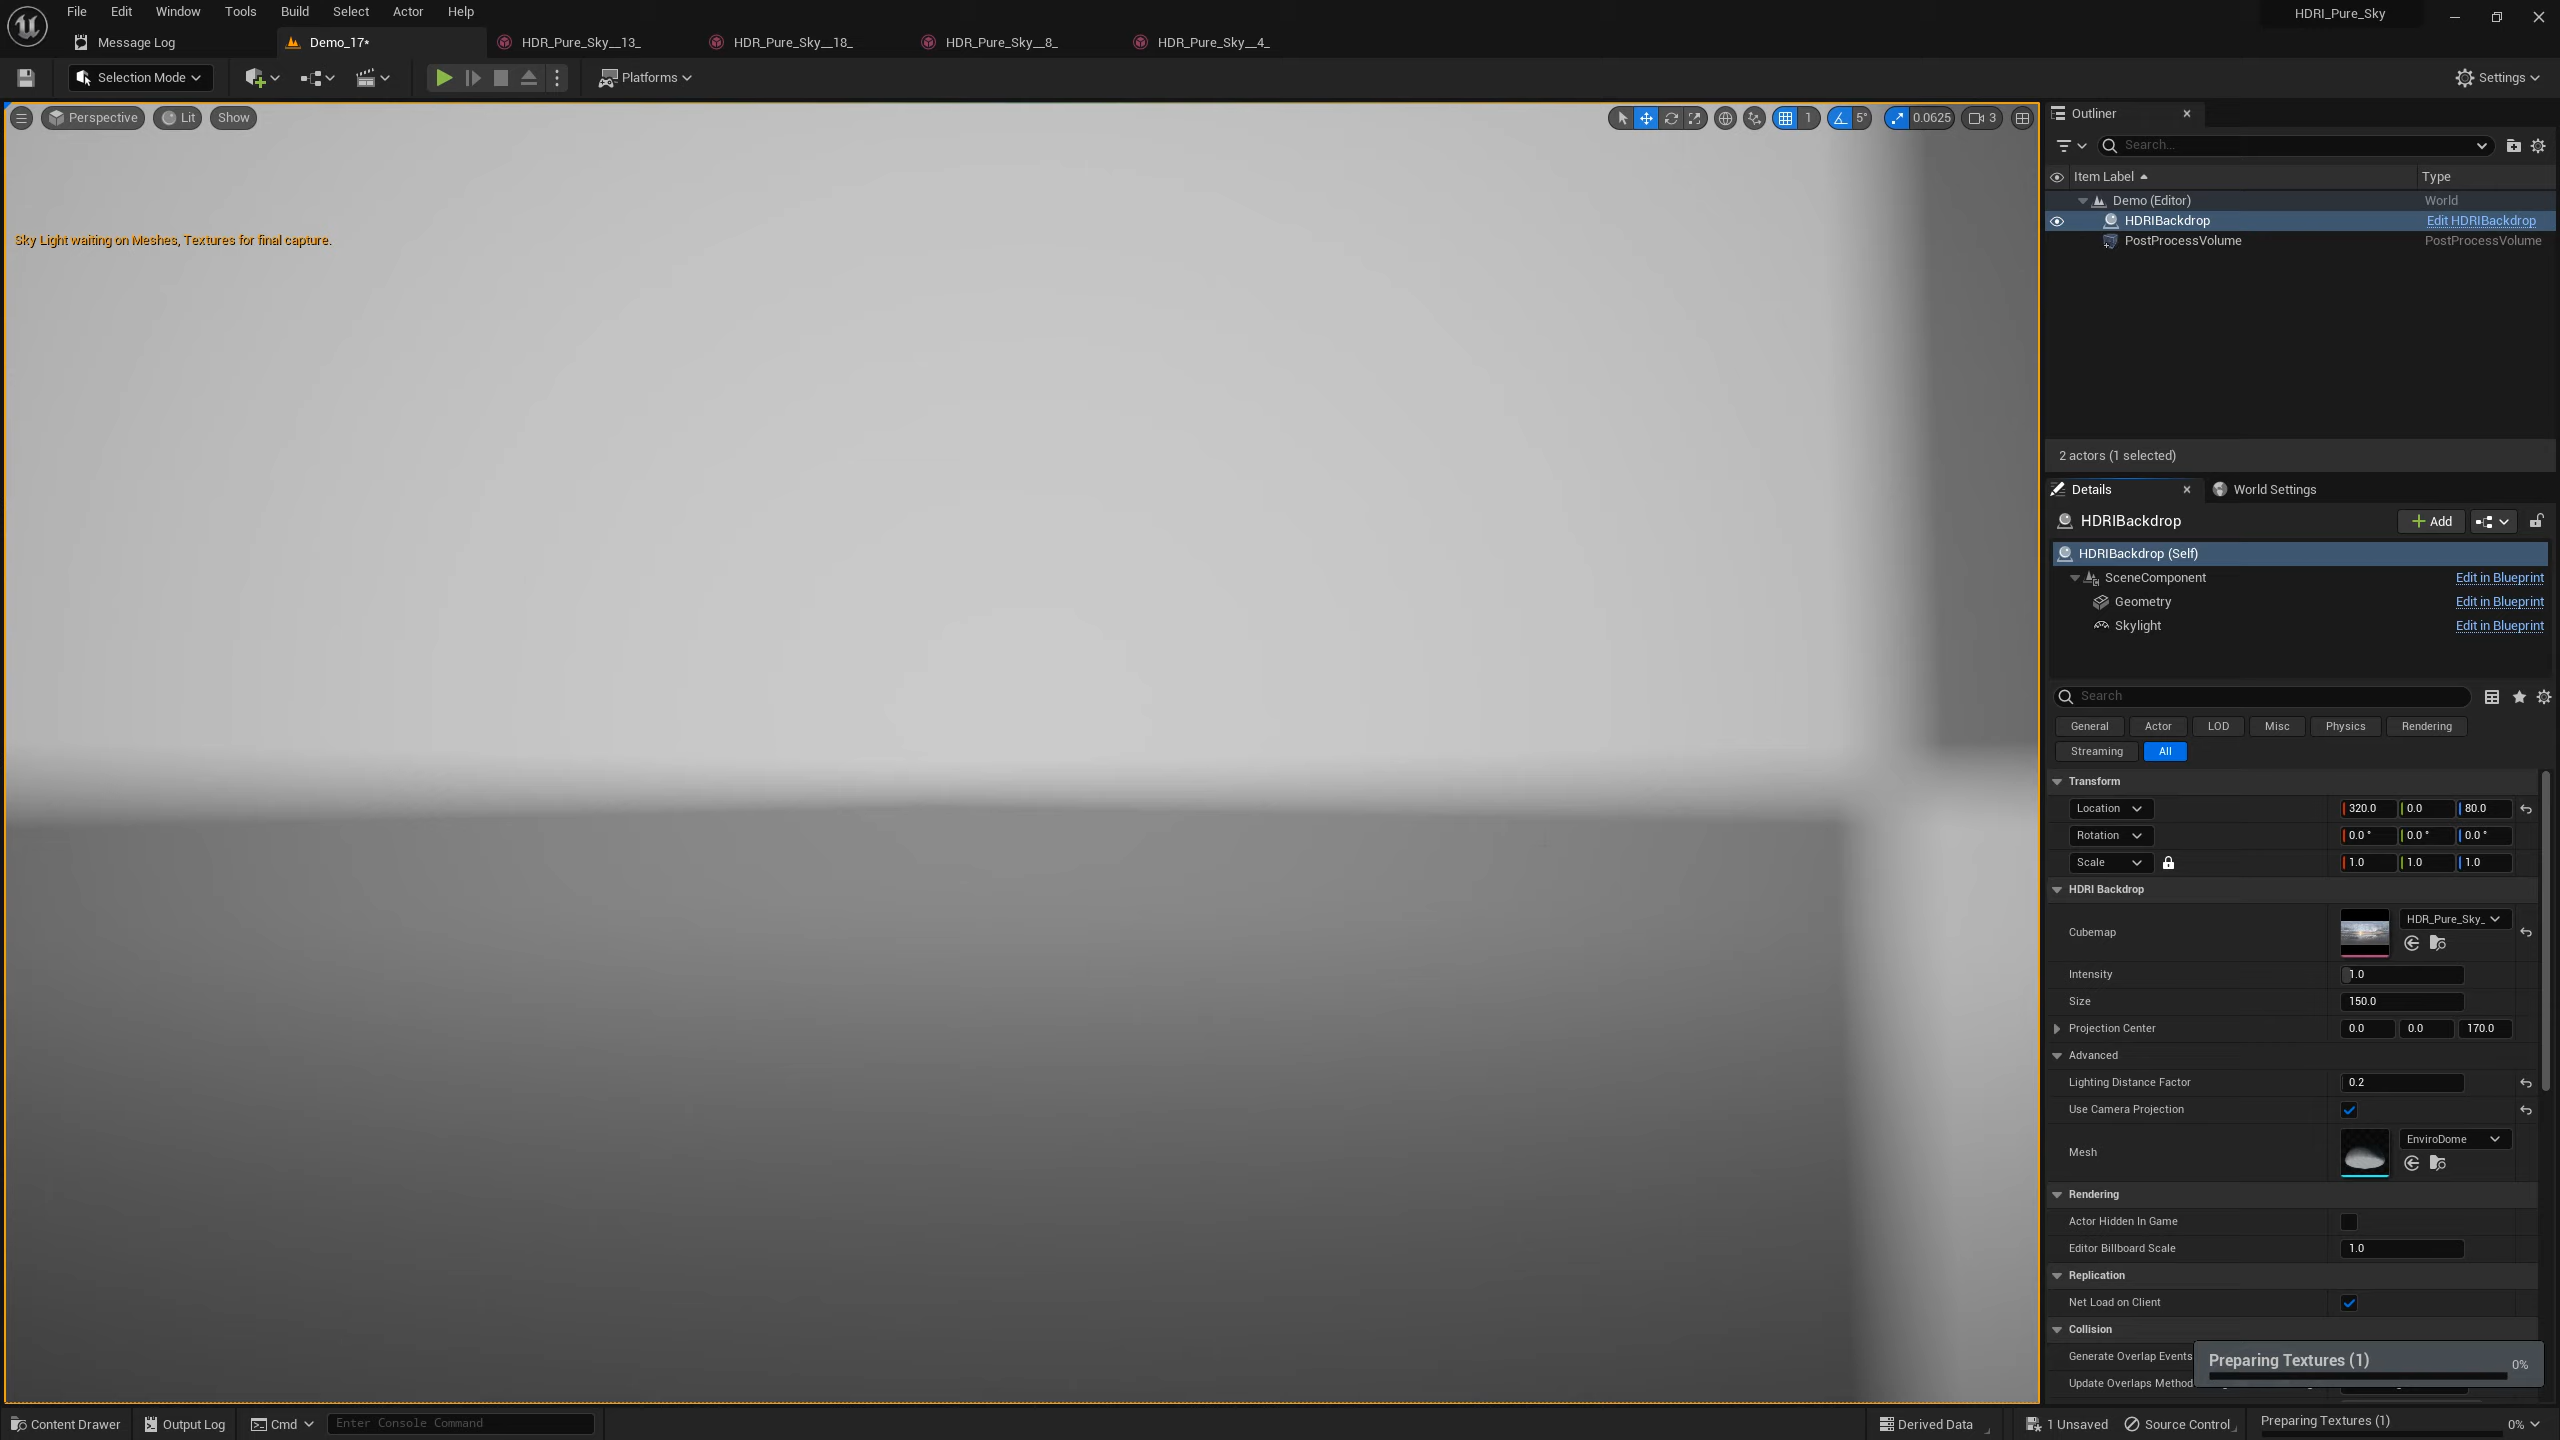 File Edit Window Tools Build Select Actor Help
HDRI_Pure_Sky
Message Log
Demo_17*
HDR_Pure_Sky__13_
HDR_Pure_Sky__18_
HDR_Pure_Sky__8_
HDR_Pure_Sky__4_
Selection Mode
Platforms
Settings
Perspective
Lit
Show
1
5°
0.0625
3
Sky Light waiting on Meshes, Textures for final capture.
Outliner
Search...
Item Label Type
Demo (Editor) World
HDRIBackdrop Edit HDRIBackdrop
PostProcessVolume PostProcessVolume
2 actors (1 selected)
Details
World Settings
HDRIBackdrop
Add
HDRIBackdrop (Self)
SceneComponent Edit in Blueprint
Geometry Edit in Blueprint
Skylight Edit in Blueprint
Search
General Actor LOD Misc Physics Rendering
Streaming All
Transform
Location 320.0 0.0 80.0
Rotation 0.0 ° 0.0 ° 0.0 °
Scale 1.0 1.0 1.0
HDRI Backdrop
Cubemap HDR_Pure_Sky_
Intensity 1.0
Size 150.0
Projection Center 0.0 0.0 170.0
Advanced
Lighting Distance Factor 0.2
Use Camera Projection
Mesh EnviroDome
Rendering
Actor Hidden In Game
Editor Billboard Scale 1.0
Replication
Net Load on Client
Collision
Generate Overlap Events
Update Overlaps Method
Preparing Textures (1) 0%
Content Drawer
Output Log
Cmd
Enter Console Command
Derived Data
1 Unsaved
Source Control
Preparing Textures (1) 0%